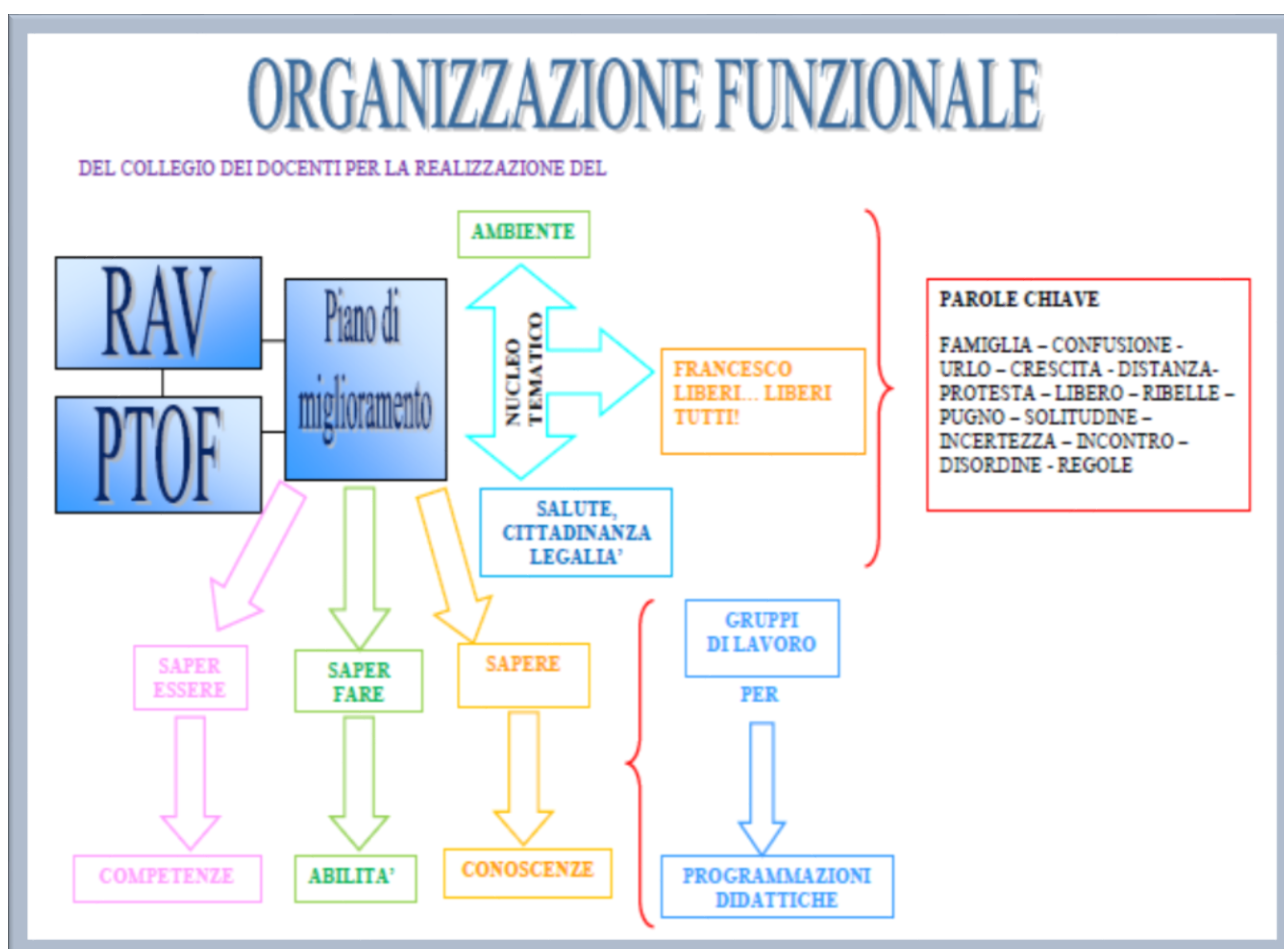 ORGANIZZAZIONE FUNZIONALE
DEL COLLEGIO DEI DOCENTI PER LA REALIZZAZIONE DEL
RAV
PTOF
Piano di
miglioramento
AMBIENTE
NUCLEO
TEMATICO
FRANCESCO
LIBERI... LIBERI
TUTTI!
SALUTE,
CITTADINANZA
LEGALIA’
PAROLE CHIAVE
FAMIGLIA – CONFUSIONE -
URLO – CRESCITA - DISTANZA-
PROTESTA – LIBERO – RIBELLE –
PUGNO – SOLITUDINE –
INCERTEZZA – INCONTRO –
DISORDINE - REGOLE
SAPER
ESSERE
SAPER
FARE
SAPERE
GRUPPI
DI LAVORO
PER
COMPETENZE
ABILITA’
CONOSCENZE
PROGRAMMAZIONI
DIDATTICHE